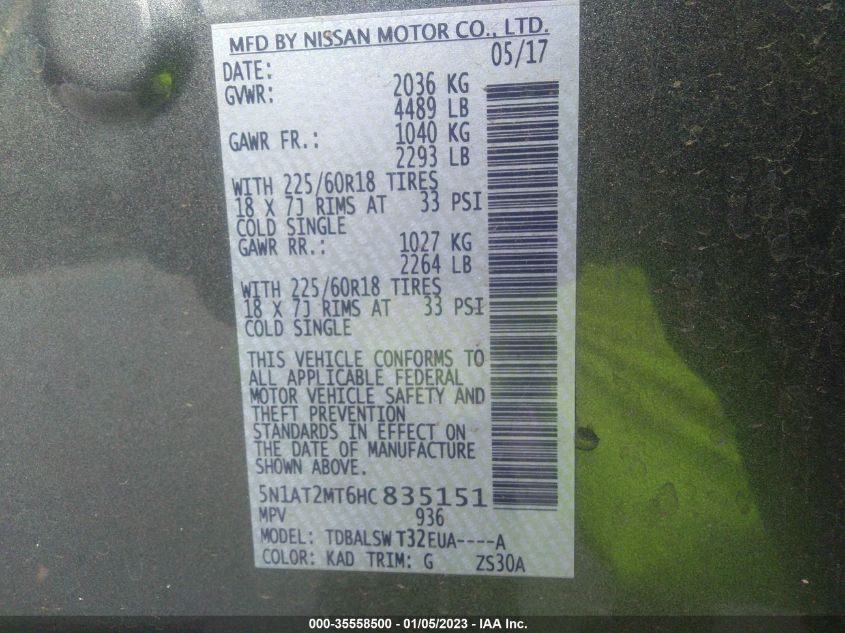 MFD BY NISSAN MOTOR CO., LTD.
DATE: 05/17
GVWR: 2036 KG
4489 LB
GAWR FR.: 1040 KG
2293 LB
WITH 225/60R18 TIRES
18 X 7J RIMS AT 33 PSI
COLD SINGLE
GAWR RR.: 1027 KG
2264 LB
WITH 225/60R18 TIRES
18 X 7J RIMS AT 33 PSI
COLD SINGLE
THIS VEHICLE CONFORMS TO
ALL APPLICABLE FEDERAL
MOTOR VEHICLE SAFETY AND
THEFT PREVENTION
STANDARDS IN EFFECT ON
THE DATE OF MANUFACTURE
SHOWN ABOVE.
5N1AT2MT6HC835151
MPV 936
MODEL: TDBALSWT32EUA----A
COLOR: KAD TRIM: G ZS30A
000-35558500 - 01/05/2023 - IAA Inc.